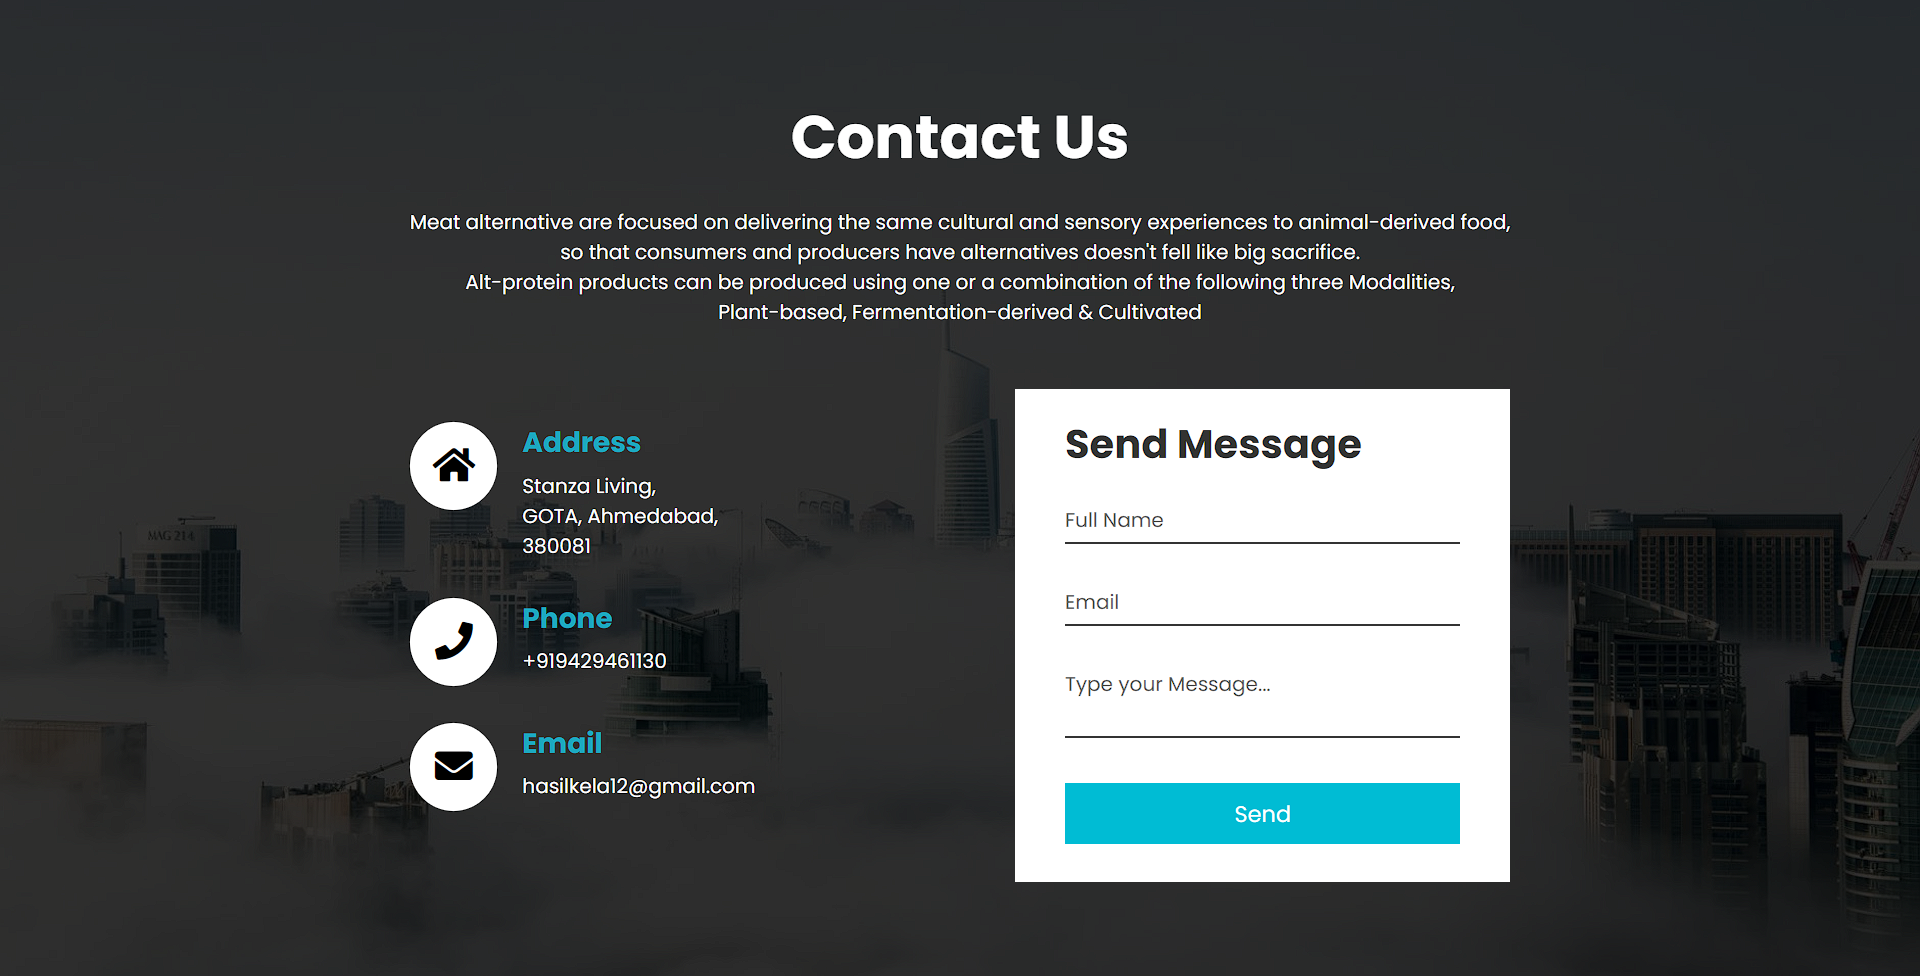 Contact Us
Meat alternative are focused on delivering the same cultural and sensory experiences to animal-derived food,
so that consumers and producers have alternatives doesn't fell like big sacrifice.
Alt-protein products can be produced using one or a combination of the following three Modalities,
Plant-based, Fermentation-derived & Cultivated
Address
Stanza Living,
GOTA, Ahmedabad,
380081
Phone
+919429461130
Email
hasilkela12@gmail.com
Send Message
Full Name
Email
Type your Message...
Send
MAG 214